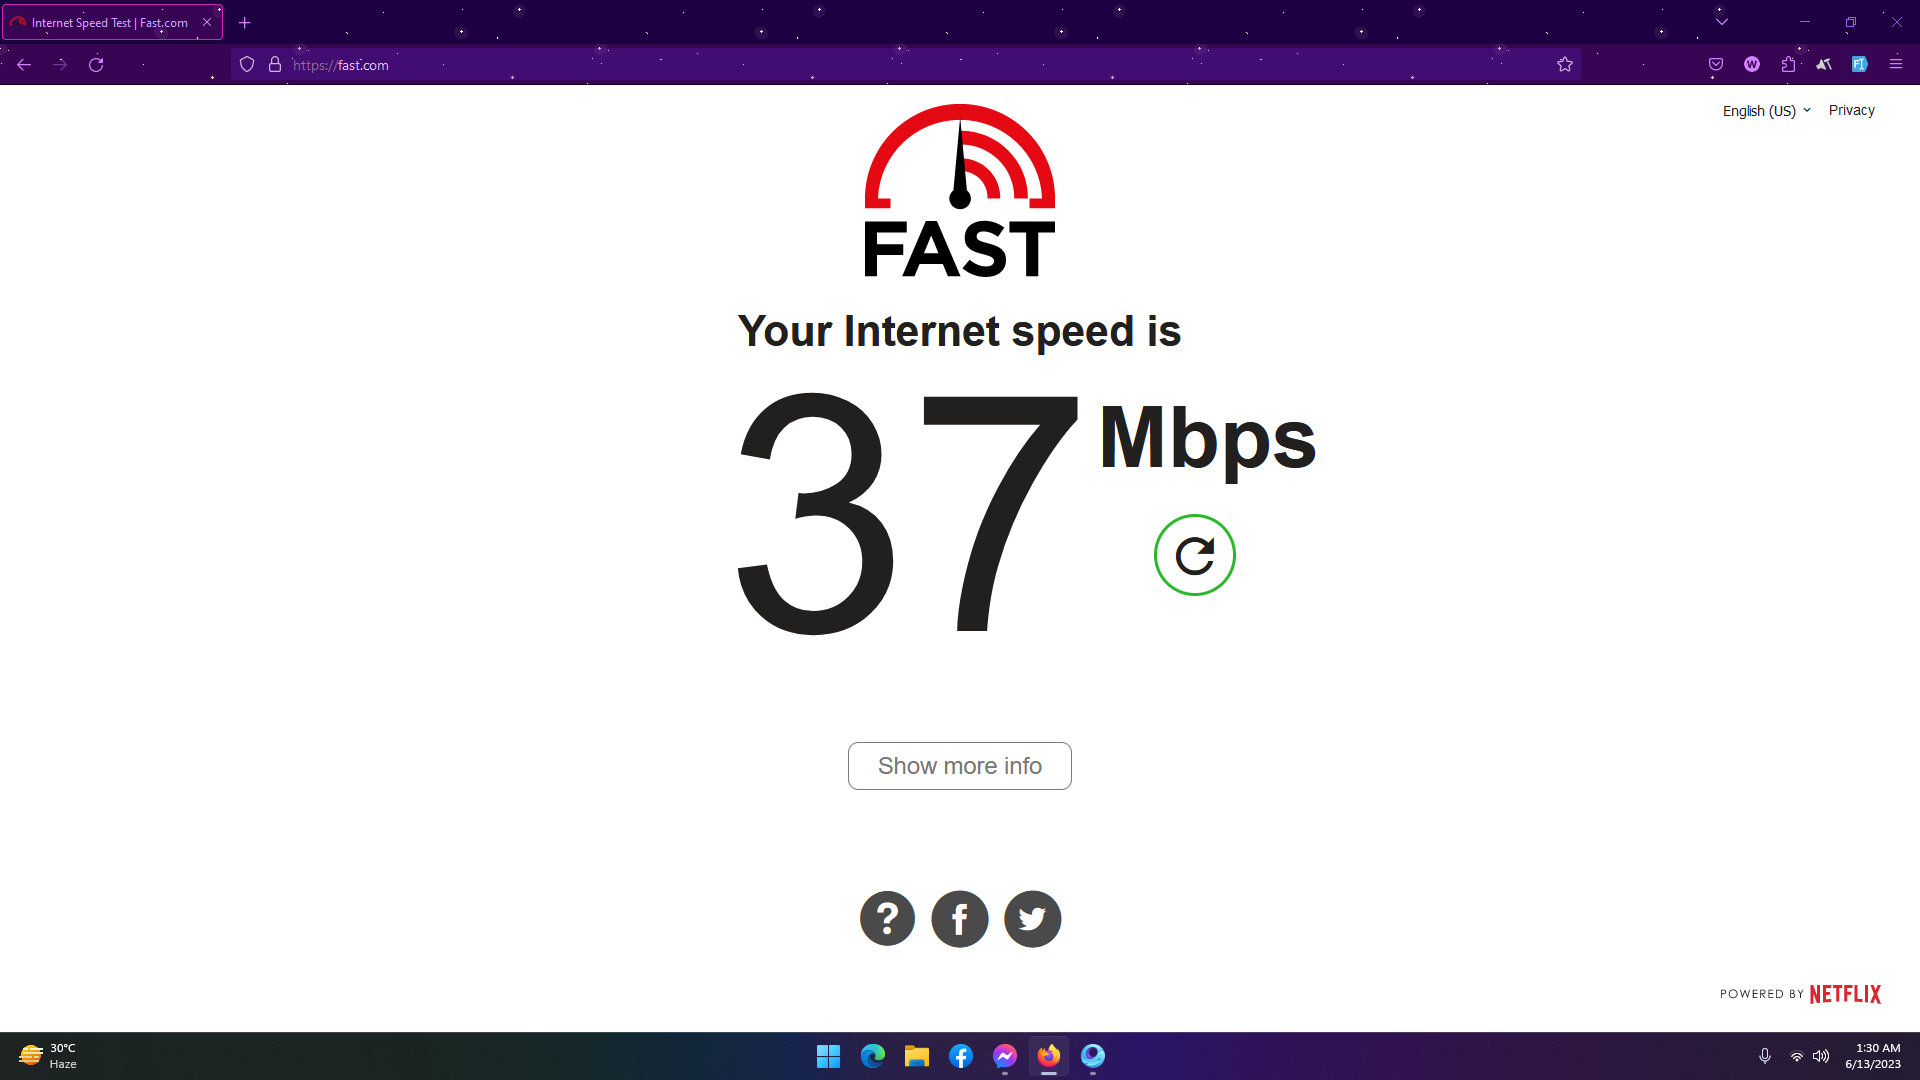 Internet Speed Test | Fast.com
https://fast.com
W
FI
English (US)
Privacy
FAST
Your Internet speed is
37 Mbps
Show more info
?
f
POWERED BY NETFLIX
30°C
Haze
1:30 AM
6/13/2023